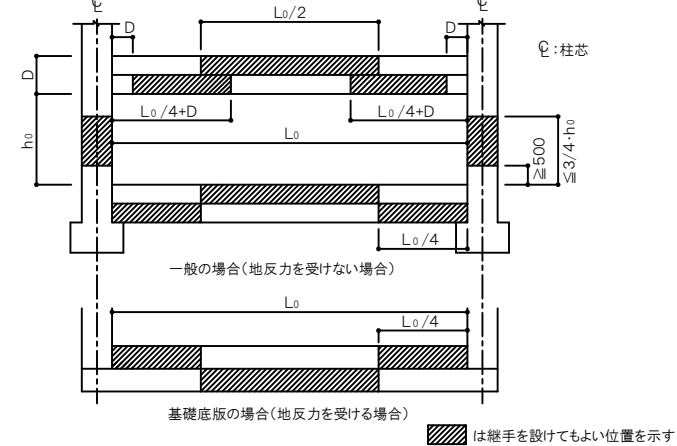 ℄ ℄
D L₀/2 D
℄:柱芯
D
L₀/4+D L₀/4+D
h₀
L₀
≧500
≦3/4·h₀
L₀/4
一般の場合(地反力を受けない場合)
L₀
L₀/4
基礎底版の場合(地反力を受ける場合)
は継手を設けてもよい位置を示す